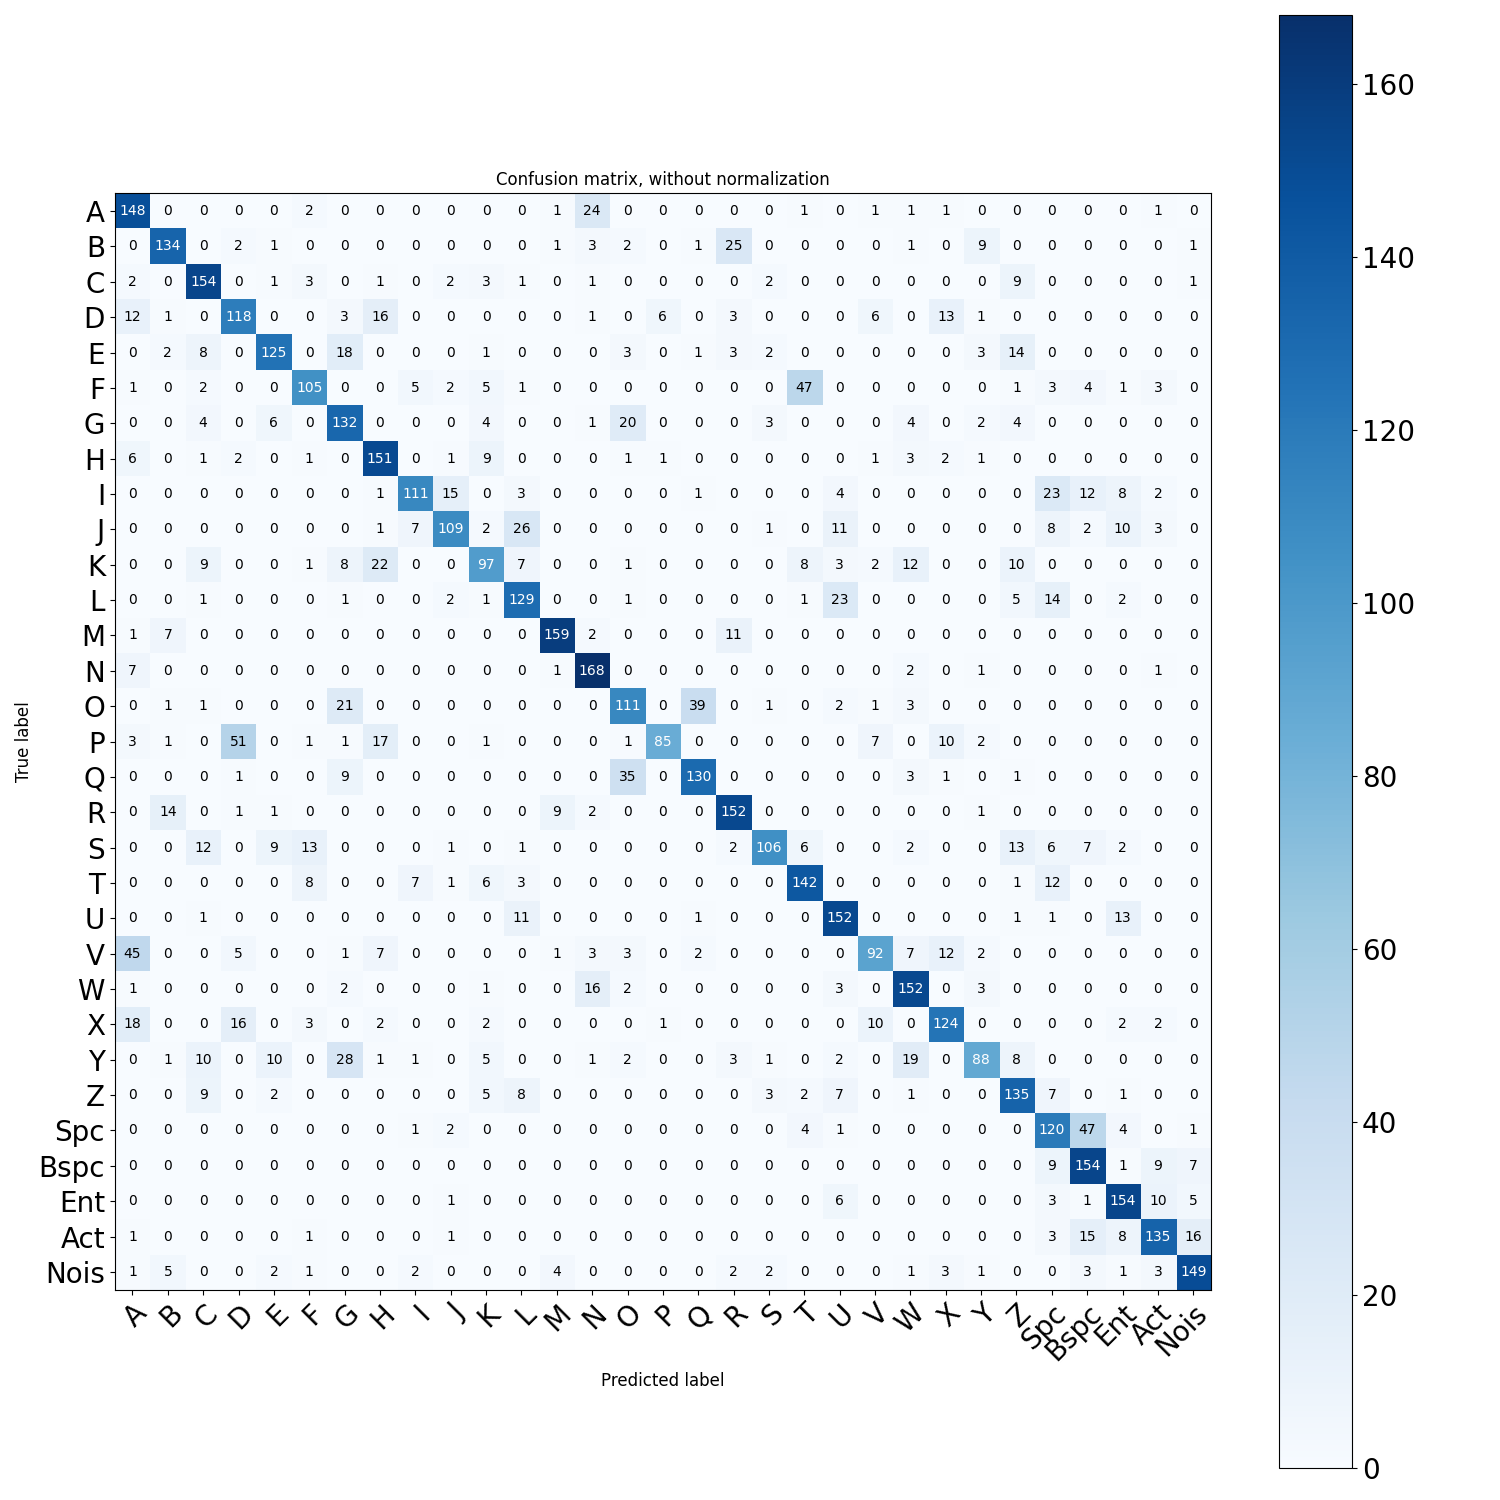 Confusion matrix, without normalization
A 148 0 0 0 0 2 0 0 0 0 0 0 1 24 0 0 0 0 0 1 0 1 1 1 0 0 0 0 0 1 0
B 0 134 0 2 1 0 0 0 0 0 0 0 1 3 2 0 1 25 0 0 0 0 1 0 9 0 0 0 0 0 1
C 2 0 154 0 1 3 0 1 0 2 3 1 0 1 0 0 0 0 2 0 0 0 0 0 0 9 0 0 0 0 1
D 12 1 0 118 0 0 3 16 0 0 0 0 0 1 0 6 0 3 0 0 0 6 0 13 1 0 0 0 0 0 0
E 0 2 8 0 125 0 18 0 0 0 1 0 0 0 3 0 1 3 2 0 0 0 0 0 3 14 0 0 0 0 0
F 1 0 2 0 0 105 0 0 5 2 5 1 0 0 0 0 0 0 0 47 0 0 0 0 0 1 3 4 1 3 0
G 0 0 4 0 6 0 132 0 0 0 4 0 0 1 20 0 0 0 3 0 0 0 4 0 2 4 0 0 0 0 0
H 6 0 1 2 0 1 0 151 0 1 9 0 0 0 1 1 0 0 0 0 0 1 3 2 1 0 0 0 0 0 0
I 0 0 0 0 0 0 0 1 111 15 0 3 0 0 0 0 1 0 0 0 4 0 0 0 0 0 23 12 8 2 0
J 0 0 0 0 0 0 0 1 7 109 2 26 0 0 0 0 0 0 1 0 11 0 0 0 0 0 8 2 10 3 0
K 0 0 9 0 0 1 8 22 0 0 97 7 0 0 1 0 0 0 0 8 3 2 12 0 0 10 0 0 0 0 0
L 0 0 1 0 0 0 1 0 0 2 1 129 0 0 1 0 0 0 0 1 23 0 0 0 0 5 14 0 2 0 0
M 1 7 0 0 0 0 0 0 0 0 0 0 159 2 0 0 0 11 0 0 0 0 0 0 0 0 0 0 0 0 0
N 7 0 0 0 0 0 0 0 0 0 0 0 1 168 0 0 0 0 0 0 0 0 2 0 1 0 0 0 0 1 0
O 0 1 1 0 0 0 21 0 0 0 0 0 0 0 111 0 39 0 1 0 2 1 3 0 0 0 0 0 0 0 0
P 3 1 0 51 0 1 1 17 0 0 1 0 0 0 1 85 0 0 0 0 0 7 0 10 2 0 0 0 0 0 0
Q 0 0 0 1 0 0 9 0 0 0 0 0 0 0 35 0 130 0 0 0 0 0 3 1 0 1 0 0 0 0 0
R 0 14 0 1 1 0 0 0 0 0 0 0 9 2 0 0 0 152 0 0 0 0 0 0 1 0 0 0 0 0 0
S 0 0 12 0 9 13 0 0 0 1 0 1 0 0 0 0 0 2 106 6 0 0 2 0 0 13 6 7 2 0 0
T 0 0 0 0 0 8 0 0 7 1 6 3 0 0 0 0 0 0 0 142 0 0 0 0 0 1 12 0 0 0 0
U 0 0 1 0 0 0 0 0 0 0 0 11 0 0 0 0 1 0 0 0 152 0 0 0 0 1 1 0 13 0 0
V 45 0 0 5 0 0 1 7 0 0 0 0 1 3 3 0 2 0 0 0 0 92 7 12 2 0 0 0 0 0 0
W 1 0 0 0 0 0 2 0 0 0 1 0 0 16 2 0 0 0 0 0 3 0 152 0 3 0 0 0 0 0 0
X 18 0 0 16 0 3 0 2 0 0 2 0 0 0 0 1 0 0 0 0 0 10 0 124 0 0 0 0 2 2 0
Y 0 1 10 0 10 0 28 1 1 0 5 0 0 1 2 0 0 3 1 0 2 0 19 0 88 8 0 0 0 0 0
Z 0 0 9 0 2 0 0 0 0 0 5 8 0 0 0 0 0 0 3 2 7 0 1 0 0 135 7 0 1 0 0
Spc 0 0 0 0 0 0 0 0 1 2 0 0 0 0 0 0 0 0 0 4 1 0 0 0 0 0 120 47 4 0 1
Bspc 0 0 0 0 0 0 0 0 0 0 0 0 0 0 0 0 0 0 0 0 0 0 0 0 0 0 9 154 1 9 7
Ent 0 0 0 0 0 0 0 0 0 1 0 0 0 0 0 0 0 0 0 0 6 0 0 0 0 0 3 1 154 10 5
Act 1 0 0 0 0 1 0 0 0 1 0 0 0 0 0 0 0 0 0 0 0 0 0 0 0 0 3 15 8 135 16
Nois 1 5 0 0 2 1 0 0 2 0 0 0 4 0 0 0 0 2 2 0 0 0 1 3 1 0 0 3 1 3 149
A B C D E F G H I J K L M N O P Q R S T U V W X Y Z Spc Bspc Ent Act Nois
Predicted label
True label
160
140
120
100
80
60
40
20
0